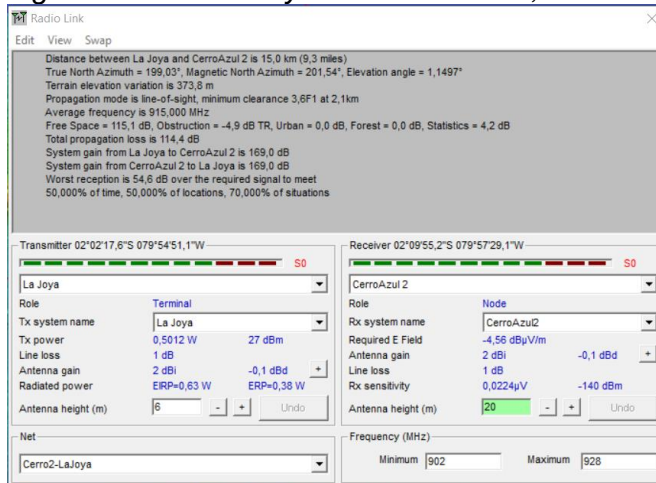 Radio Link
Edit View Swap
Distance between La Joya and CerroAzul 2 is 15,0 km (9,3 miles)
True North Azimuth = 199,03°, Magnetic North Azimuth = 201,54°, Elevation angle = 1,1497°
Terrain elevation variation is 373,8 m
Propagation mode is line-of-sight, minimum clearance 3,6F1 at 2,1km
Average frequency is 915,000 MHz
Free Space = 115,1 dB, Obstruction = -4,9 dB TR, Urban = 0,0 dB, Forest = 0,0 dB, Statistics = 4,2 dB
Total propagation loss is 114,4 dB
System gain from La Joya to CerroAzul 2 is 169,0 dB
System gain from CerroAzul 2 to La Joya is 169,0 dB
Worst reception is 54,6 dB over the required signal to meet
50,000% of time, 50,000% of locations, 70,000% of situations
Transmitter 02°02'17,6"S 079°54'51,1"W
S0
La Joya
Role Terminal
Tx system name La Joya
Tx power 0,5012 W 27 dBm
Line loss 1 dB
Antenna gain 2 dBi -0,1 dBd +
Radiated power EIRP=0,63 W ERP=0,38 W
Antenna height (m) 6 - + Undo
Receiver 02°09'55,2"S 079°57'29,1"W
S0
CerroAzul 2
Role Node
Rx system name CerroAzul2
Required E Field -4,56 dBµV/m
Antenna gain 2 dBi -0,1 dBd +
Line loss 1 dB
Rx sensitivity 0,0224µV -140 dBm
Antenna height (m) 20 - + Undo
Net
Cerro2-LaJoya
Frequency (MHz)
Minimum 902 Maximum 928